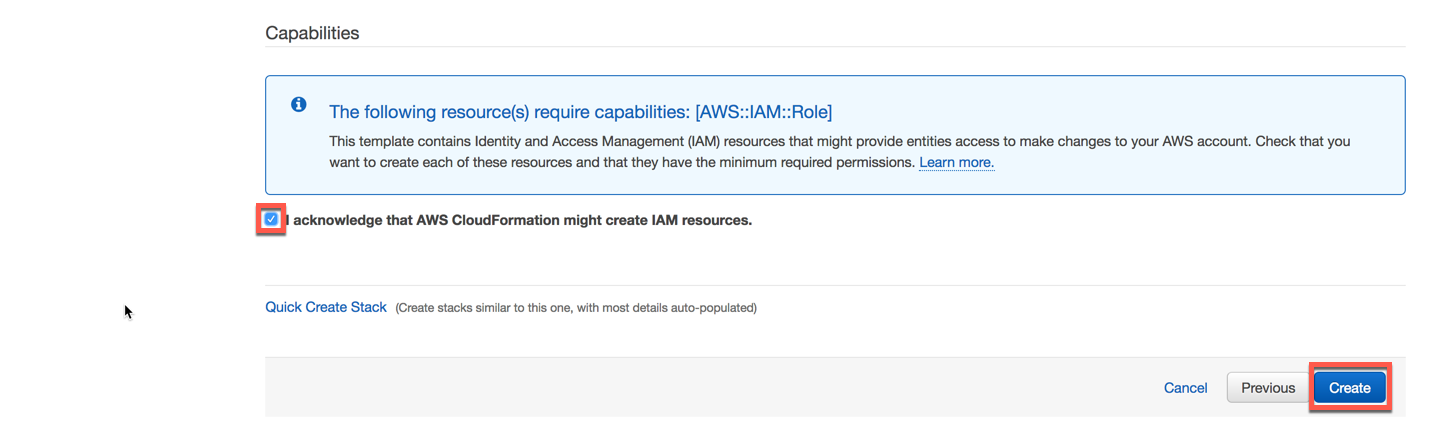 Capabilities
The following resource(s) require capabilities: [AWS::IAM::Role]
This template contains Identity and Access Management (IAM) resources that might provide entities access to make changes to your AWS account. Check that you
want to create each of these resources and that they have the minimum required permissions. Learn more.
I acknowledge that AWS CloudFormation might create IAM resources.
Quick Create Stack (Create stacks similar to this one, with most details auto-populated)
Cancel Previous Create